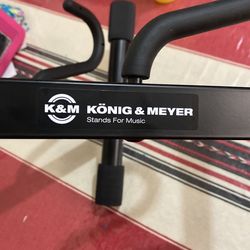 K&M
KÖNIG & MEYER
Stands For Music